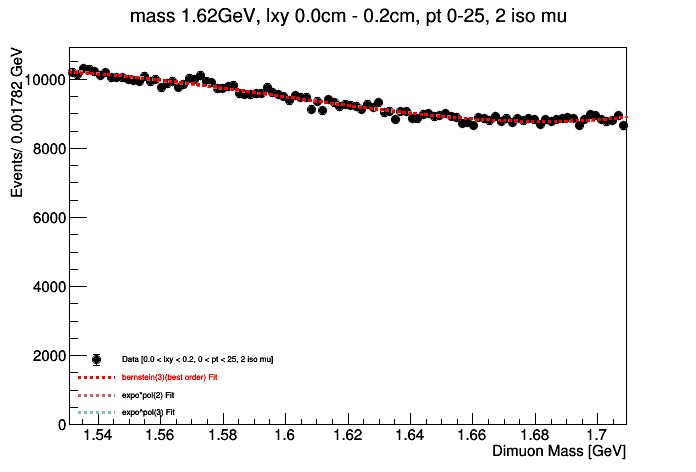 mass 1.62GeV, lxy 0.0cm - 0.2cm, pt 0-25, 2 iso mu
Events/ 0.001782 GeV
10000
8000
6000
4000
2000
0
Data [0.0 < lxy < 0.2, 0 < pt < 25, 2 iso mu]
bernstein(3)(best order) Fit
expo*pol(2) Fit
expo^pol(3) Fit
1.54 1.56 1.58 1.6 1.62 1.64 1.66 1.68 1.7
Dimuon Mass [GeV]